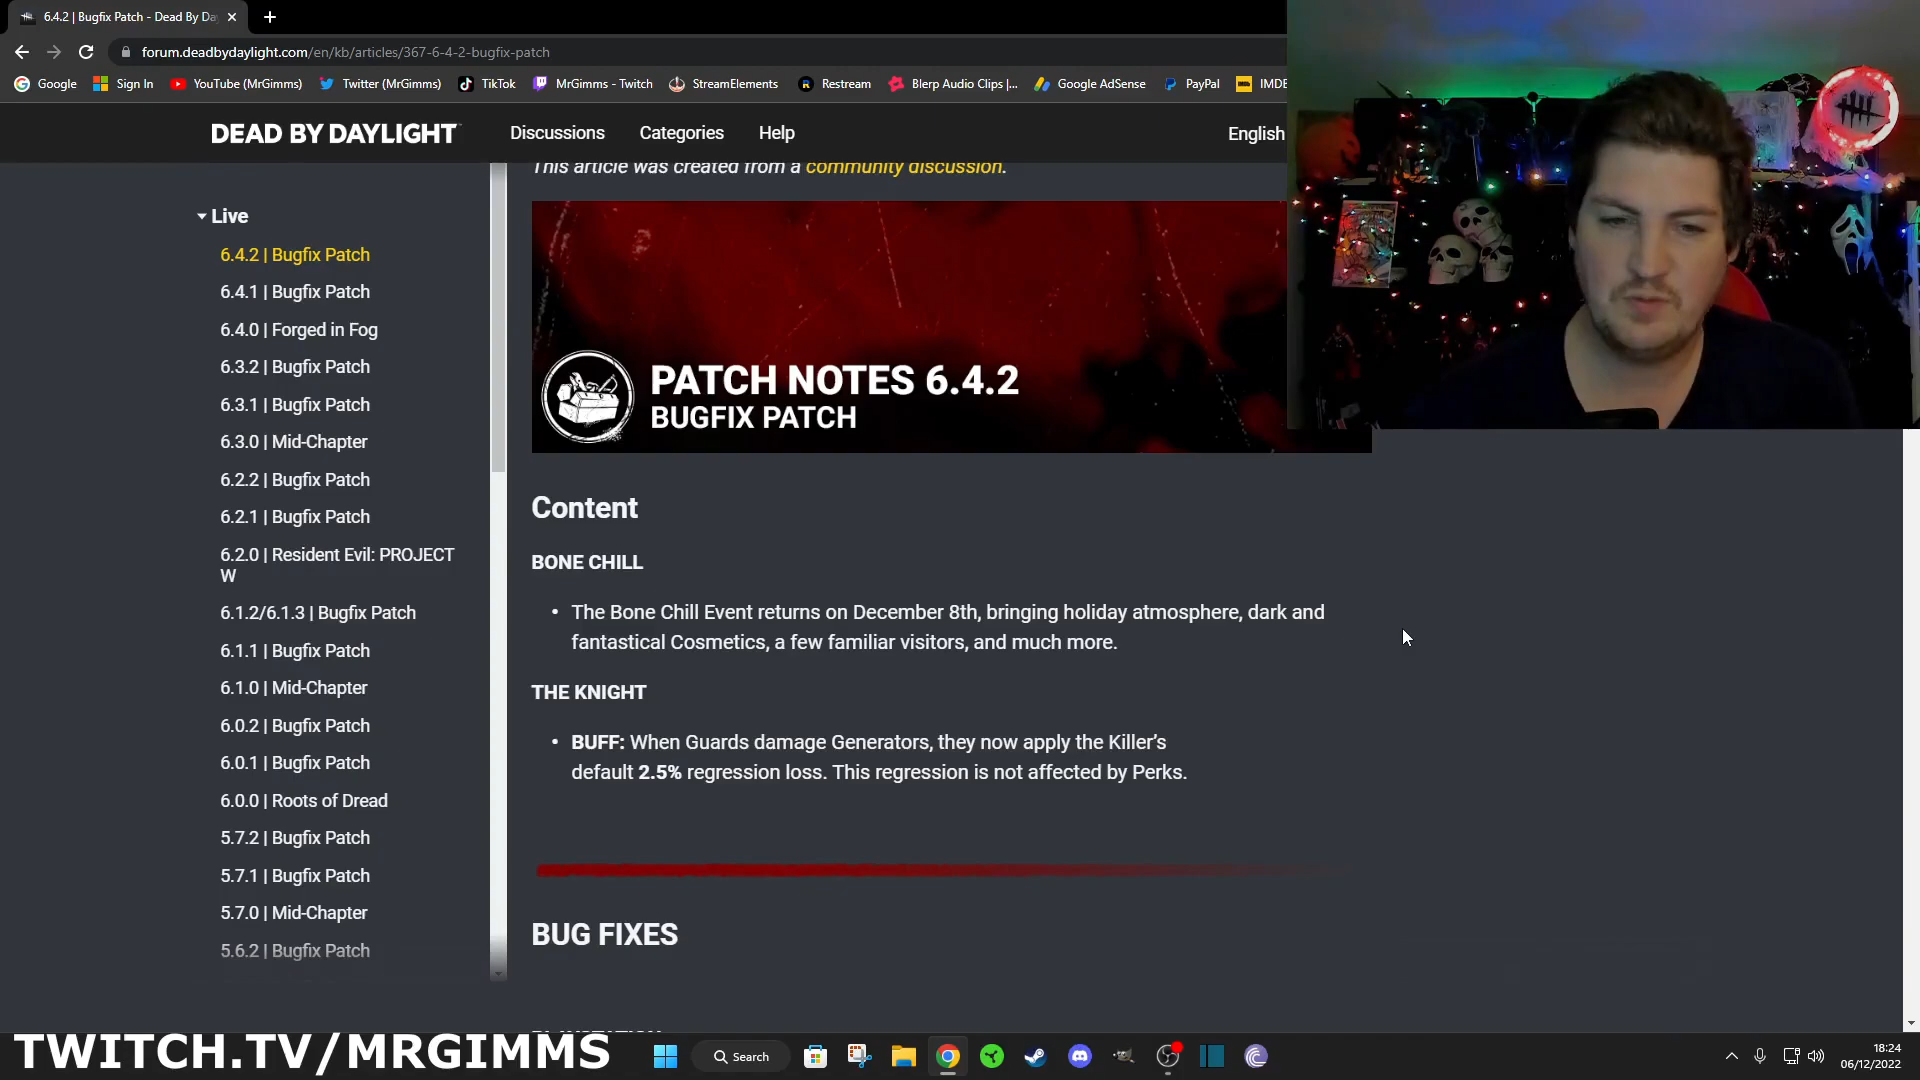 6.4.2 | Bugfix Patch - Dead By Da
forum.deadbydaylight.com/en/kb/articles/367-6-4-2-bugfix-patch
Google Sign In YouTube (MrGimms) Twitter (MrGimms) TikTok MrGimms - Twitch StreamElements Restream Blerp Audio Clips |... Google AdSense PayPal IMDB
DEAD BY DAYLIGHT Discussions Categories Help English
This article was created from a community discussion.
Live
6.4.2 | Bugfix Patch
6.4.1 | Bugfix Patch
6.4.0 | Forged in Fog
6.3.2 | Bugfix Patch
6.3.1 | Bugfix Patch
6.3.0 | Mid-Chapter
6.2.2 | Bugfix Patch
6.2.1 | Bugfix Patch
6.2.0 | Resident Evil: PROJECT
W
6.1.2/6.1.3 | Bugfix Patch
6.1.1 | Bugfix Patch
6.1.0 | Mid-Chapter
6.0.2 | Bugfix Patch
6.0.1 | Bugfix Patch
6.0.0 | Roots of Dread
5.7.2 | Bugfix Patch
5.7.1 | Bugfix Patch
5.7.0 | Mid-Chapter
5.6.2 | Bugfix Patch
PATCH NOTES 6.4.2
BUGFIX PATCH
Content
BONE CHILL
• The Bone Chill Event returns on December 8th, bringing holiday atmosphere, dark and
fantastical Cosmetics, a few familiar visitors, and much more.
THE KNIGHT
• BUFF: When Guards damage Generators, they now apply the Killer's
default 2.5% regression loss. This regression is not affected by Perks.
BUG FIXES
TWITCH.TV/MRGIMMS
Search
18:24
06/12/2022